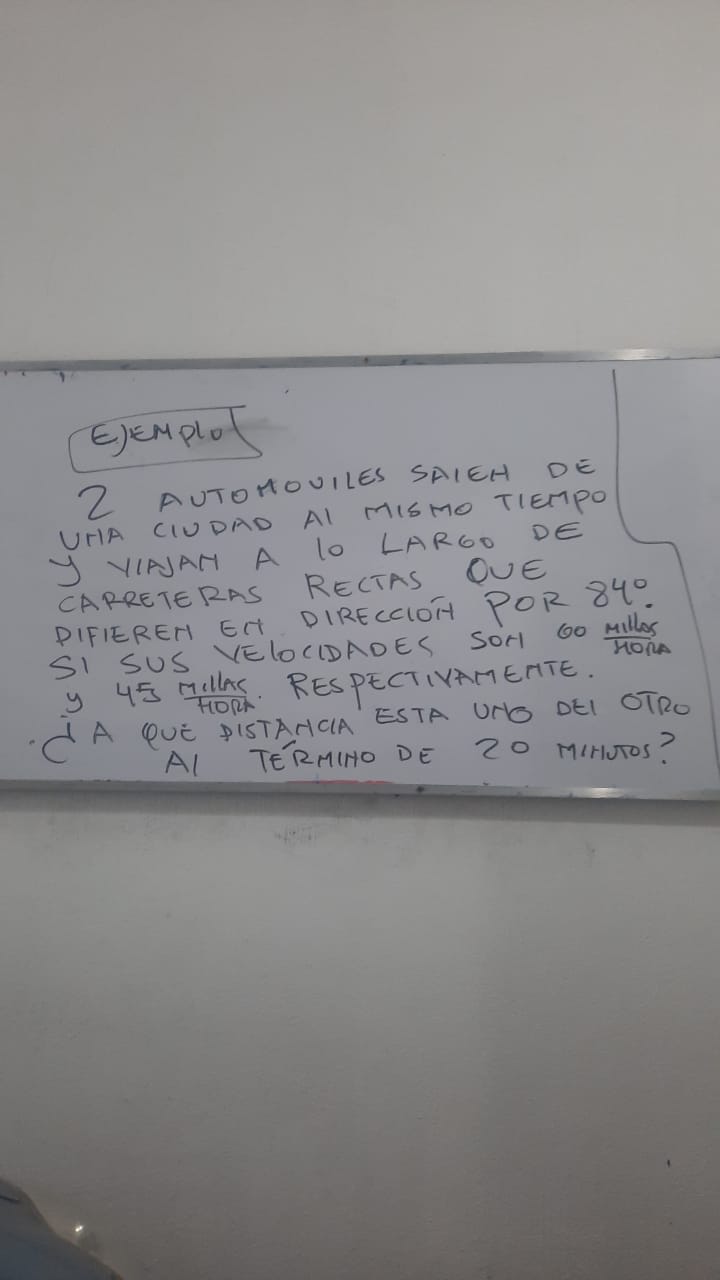 EJEMPLO
2 AUTOMOVILES SALEN DE
UNA CIUDAD AL MISMO TIEMPO
Y VIAJAN A LO LARGO DE
CARRETERAS RECTAS QUE
DIFIEREN EN DIRECCIÓN POR 84°.
SI SUS VELOCIDADES SON 60 MILLAS/HORA
y 45 MILLAS/HORA. RESPECTIVAMENTE.
¿A QUÉ DISTANCIA ESTA UNO DEL OTRO
AL TÉRMINO DE 20 MINUTOS?